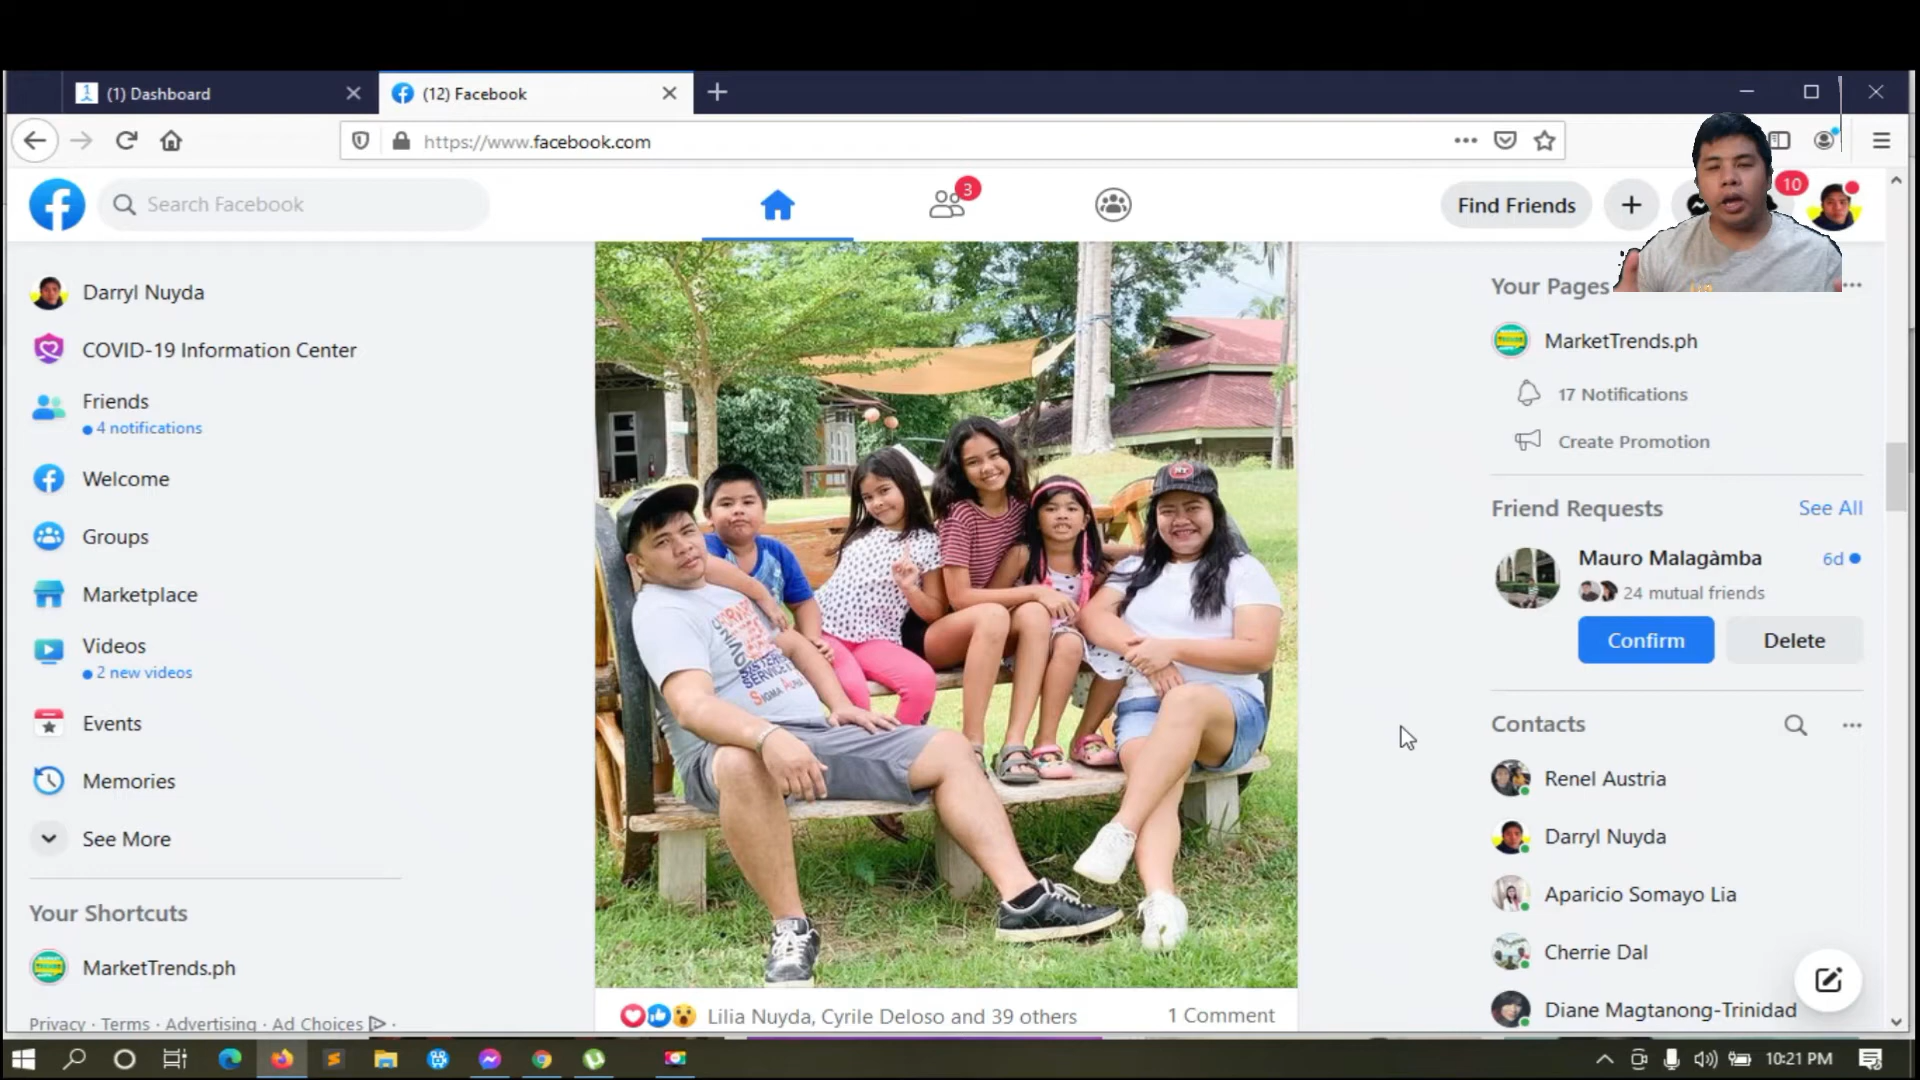 (1) Dashboard
(12) Facebook
https://www.facebook.com
Search Facebook
3
Find Friends
10
Darryl Nuyda
COVID-19 Information Center
Friends
4 notifications
Welcome
Groups
Marketplace
Videos
2 new videos
Events
Memories
See More
Your Shortcuts
MarketTrends.ph
Privacy · Terms · Advertising · Ad Choices ·
Lilia Nuyda, Cyrile Deloso and 39 others
1 Comment
Your Pages
MarketTrends.ph
17 Notifications
Create Promotion
Friend Requests
See All
Mauro Malagàmba
6d
24 mutual friends
Confirm
Delete
Contacts
Renel Austria
Darryl Nuyda
Aparicio Somayo Lia
Cherrie Dal
Diane Magtanong-Trinidad
10:21 PM